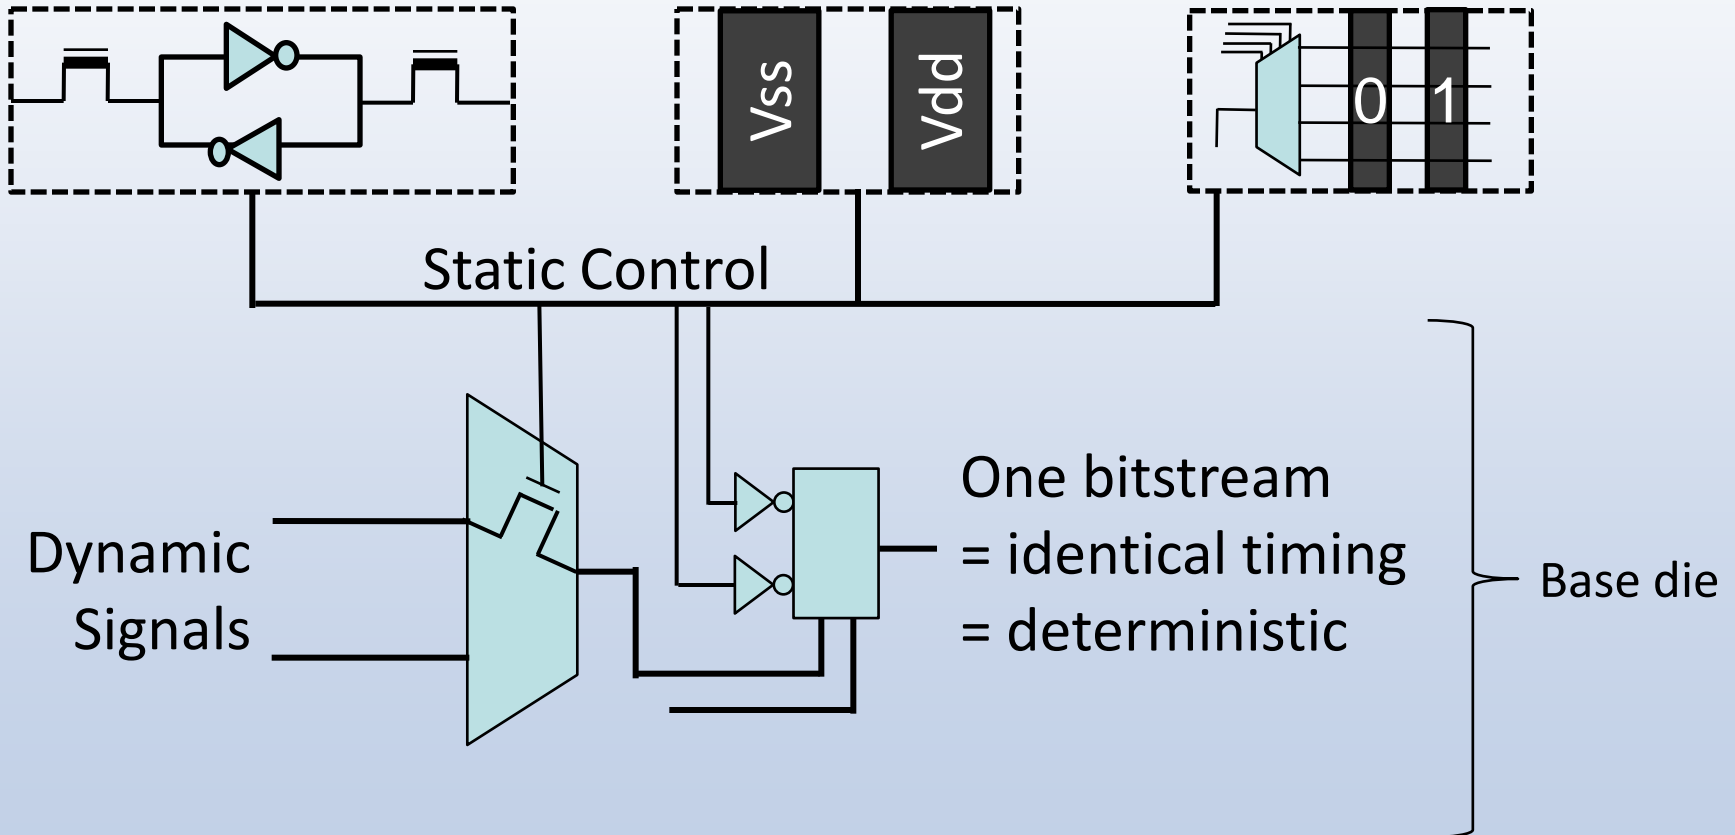 Vss
Vdd
0
1
Static Control
Dynamic
Signals
One bitstream
= identical timing
= deterministic
Base die